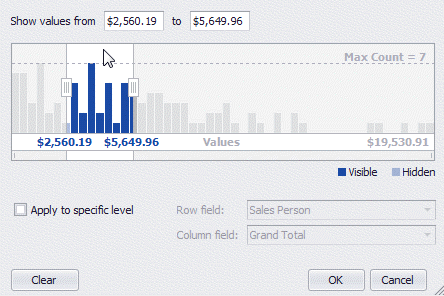 Show values from $2,560.19 to $5,649.96
Max Count = 7
$2,560.19 $5,649.96 Values $19,530.91
Visible Hidden
Apply to specific level Row field: Sales Person
Column field: Grand Total
Clear OK Cancel